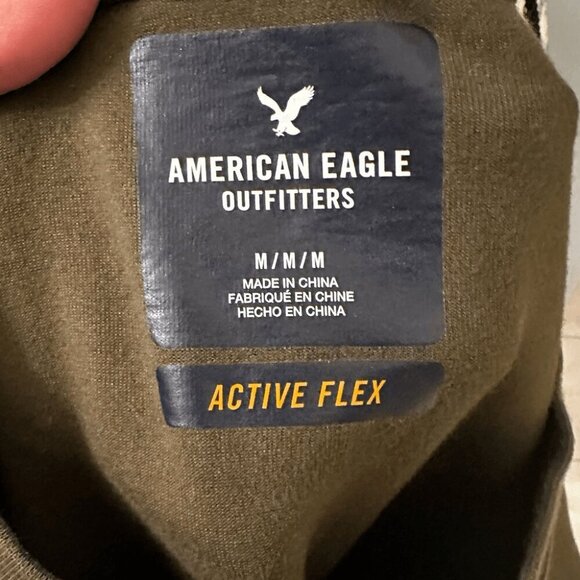 AMERICAN EAGLE
OUTFITTERS
M/M/M
MADE IN CHINA
FABRIQUÉ EN CHINE
HECHO EN CHINA
ACTIVE FLEX